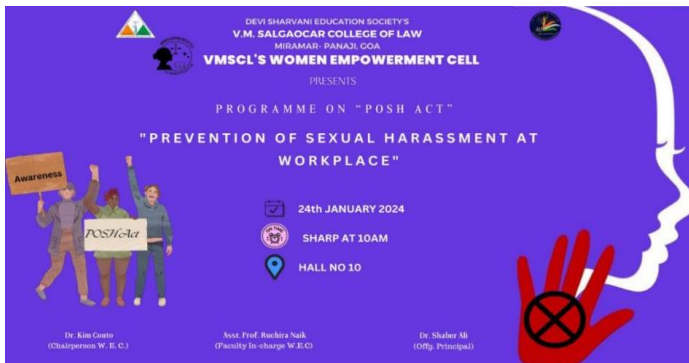 DEVI SHARVANI EDUCATION SOCIETY'S
V.M. SALGAOCAR COLLEGE OF LAW
MIRAMAR- PANAJI, GOA
VMSCL'S WOMEN EMPOWERMENT CELL
PRESENTS
PROGRAMME ON "POSH ACT"
"PREVENTION OF SEXUAL HARASSMENT AT
WORKPLACE"
Awareness
POSH Act
24th JANUARY 2024
SHARP AT 10AM
HALL NO 10
Dr. Kim Couto
(Chairperson W. E. C.)
Asst. Prof. Ruchira Naik
(Faculty In-charge W.E.C)
Dr. Shaber Ali
(Offg. Principal)